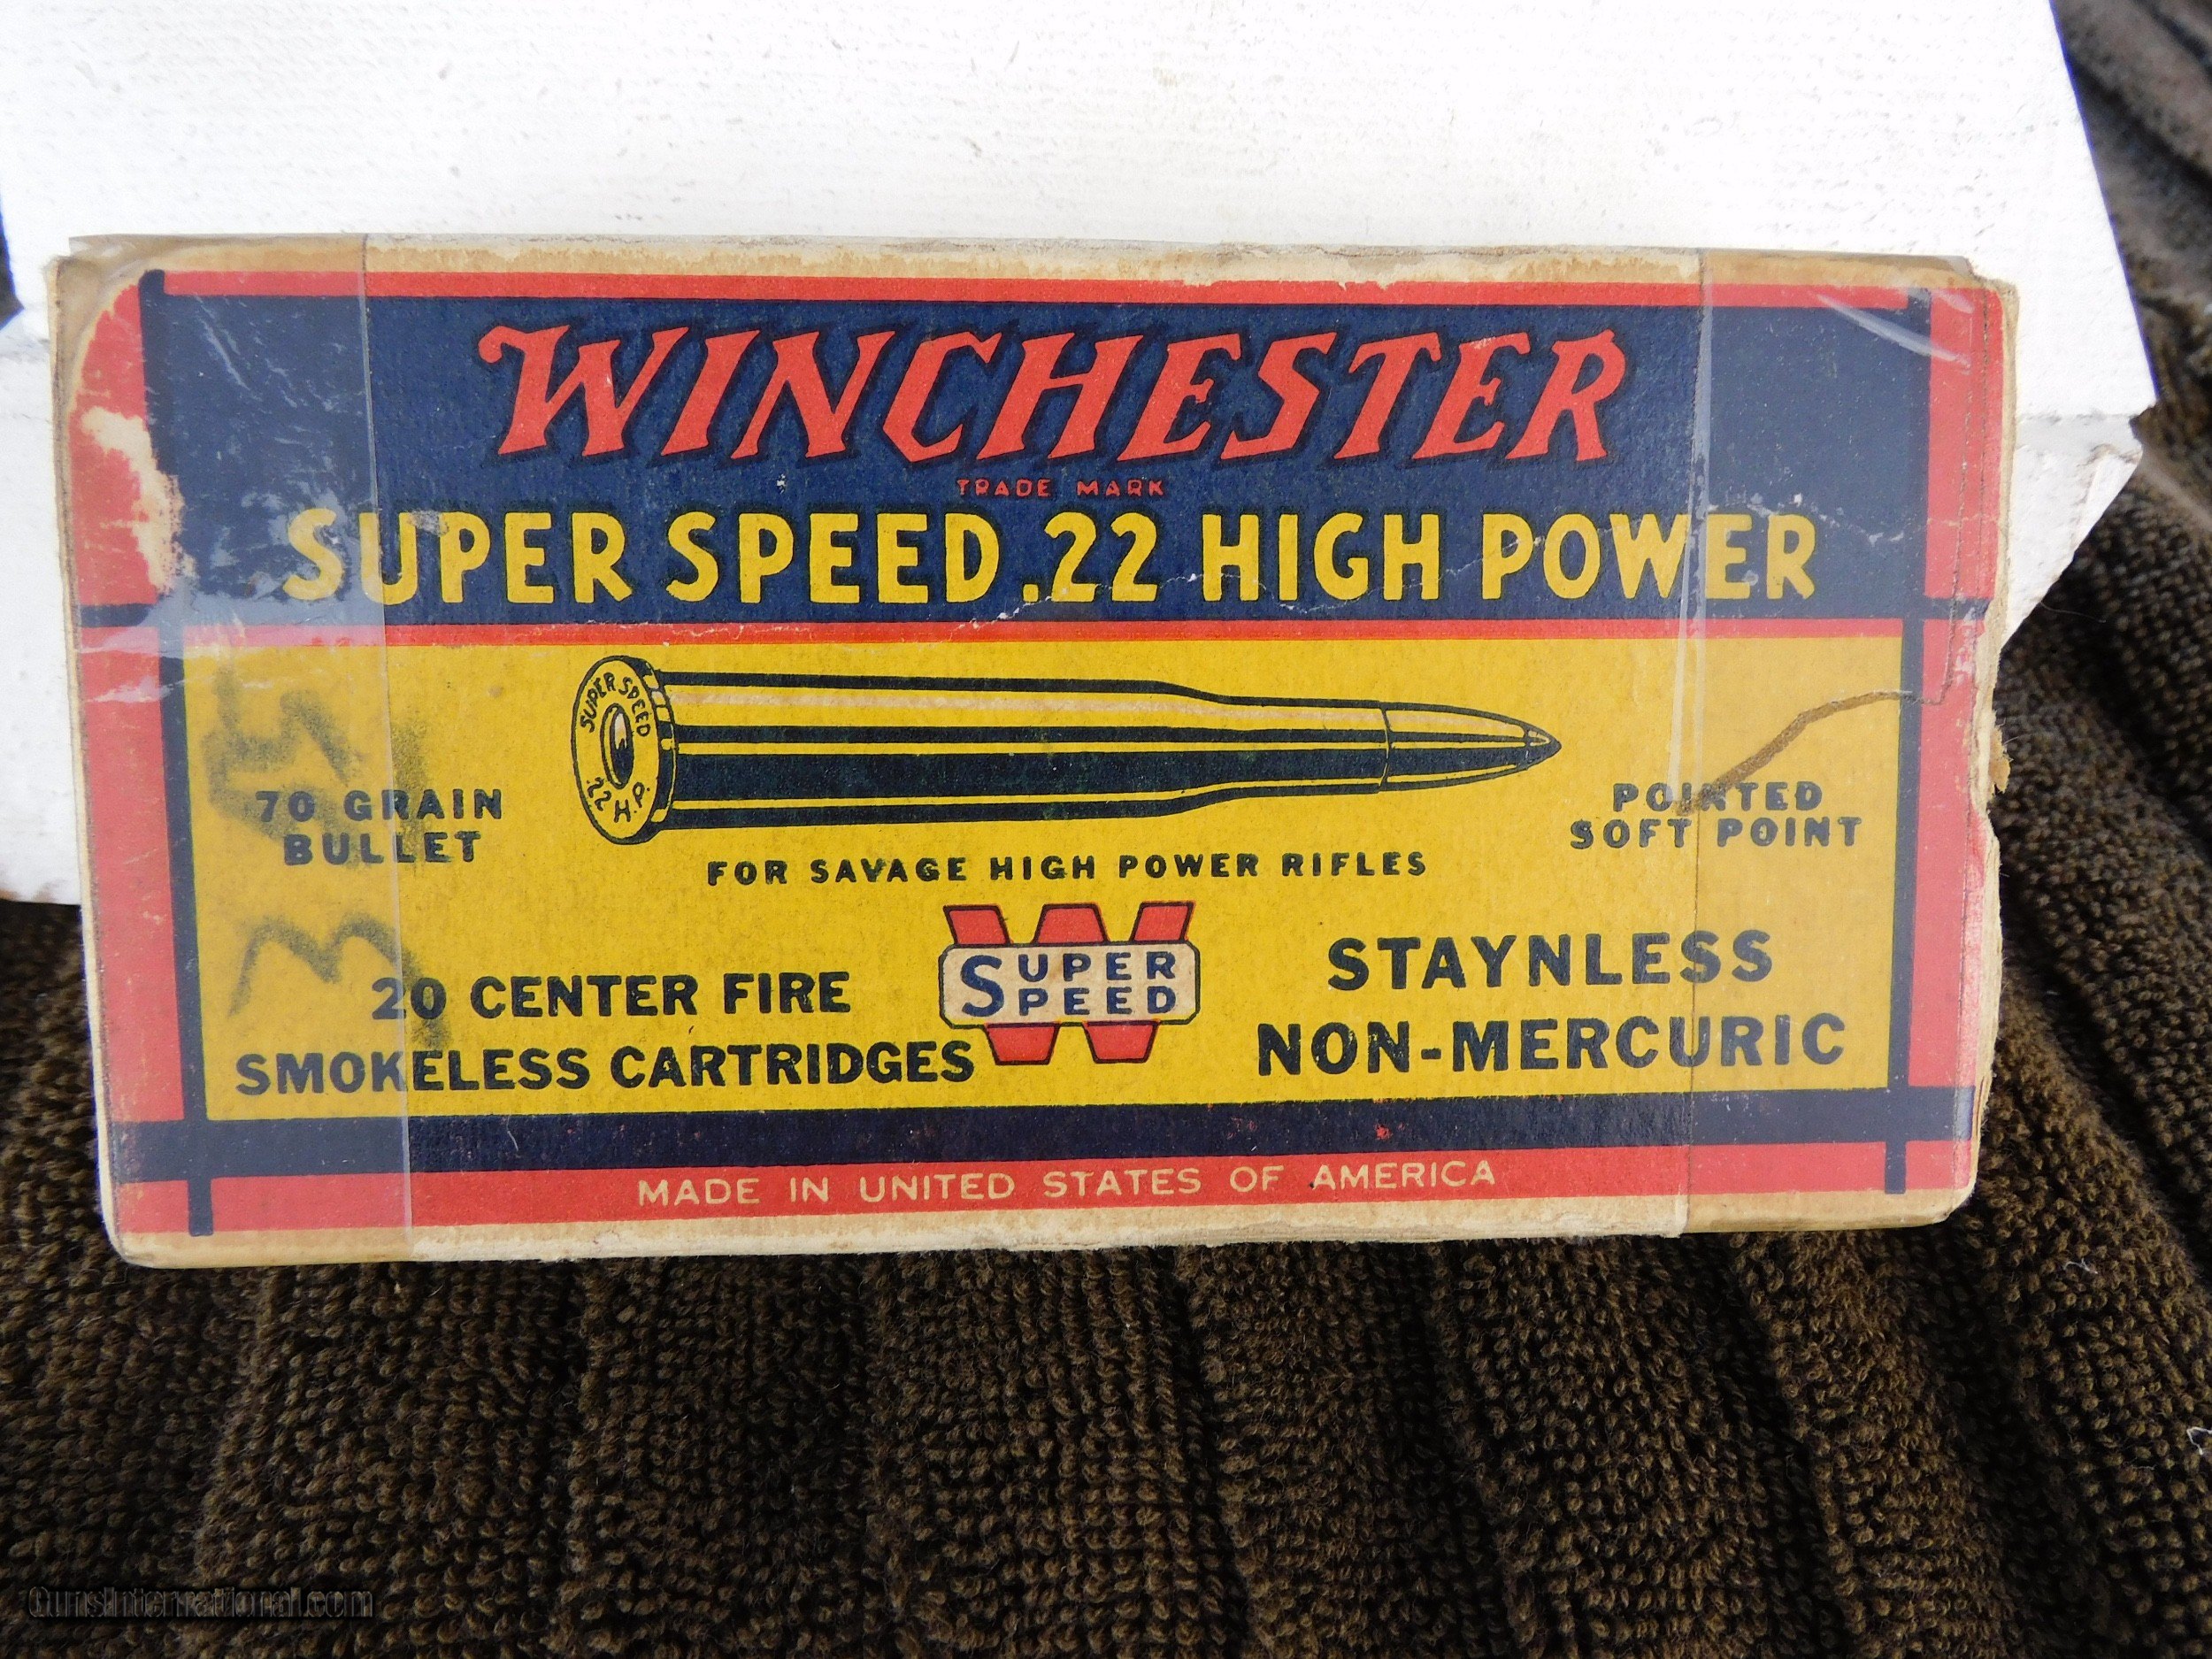 WINCHESTER
TRADE MARK
SUPER SPEED .22 HIGH POWER
SUPER SPEED
.22 H.P.
70 GRAIN
BULLET
POINTED
SOFT POINT
FOR SAVAGE HIGH POWER RIFLES
20 CENTER FIRE
SMOKELESS CARTRIDGES
SUPER
SPEED
STAYNLESS
NON-MERCURIC
MADE IN UNITED STATES OF AMERICA
GunsInternational.com